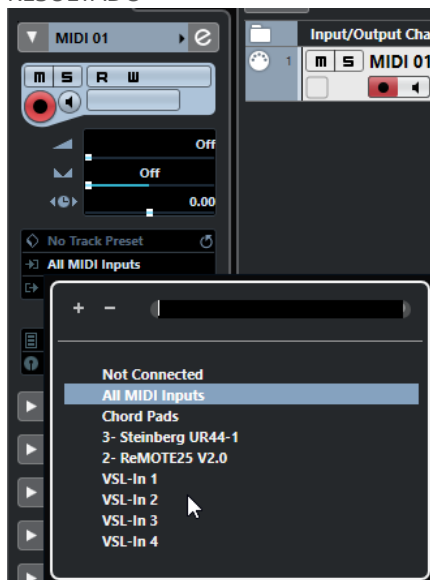 RESULTADO
MIDI 01
e
m S R W
Off
Off
0.00
No Track Preset
All MIDI Inputs
Input/Output Cha
1 m S MIDI 01
+ -
Not Connected
All MIDI Inputs
Chord Pads
3- Steinberg UR44-1
2- ReMOTE25 V2.0
VSL-In 1
VSL-In 2
VSL-In 3
VSL-In 4